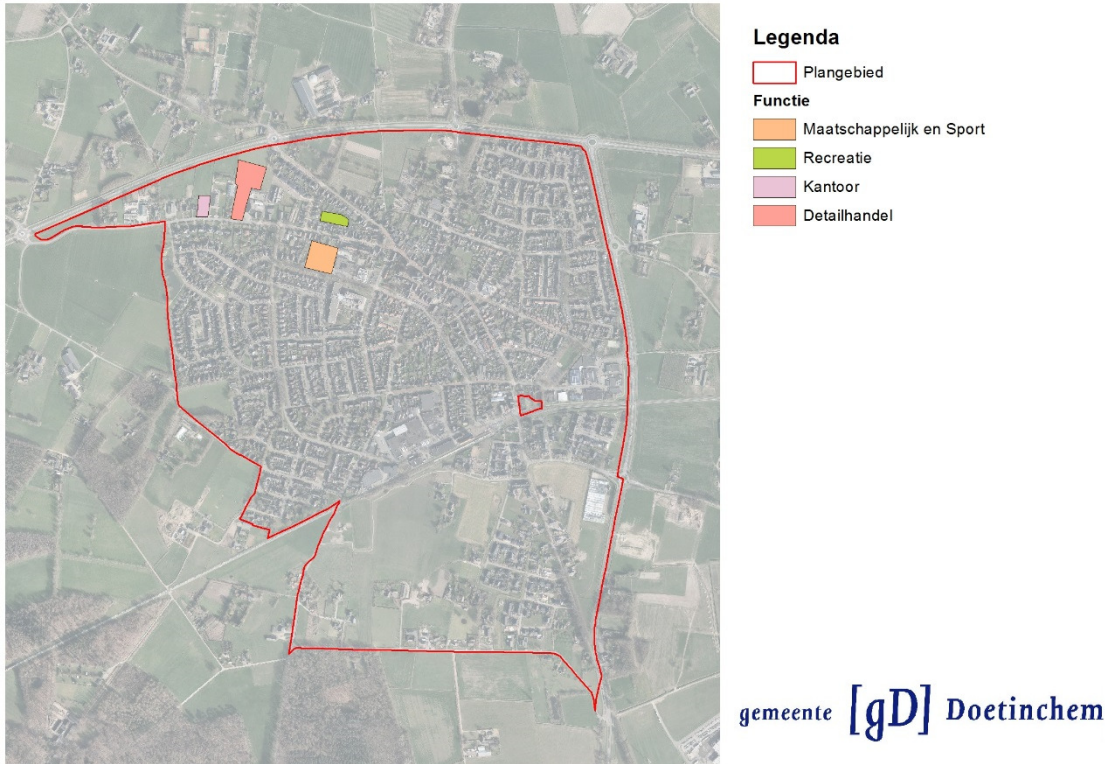 Legenda
Plangebied
Functie
Maatschappelijk en Sport
Recreatie
Kantoor
Detailhandel
gemeente [gD] Doetinchem